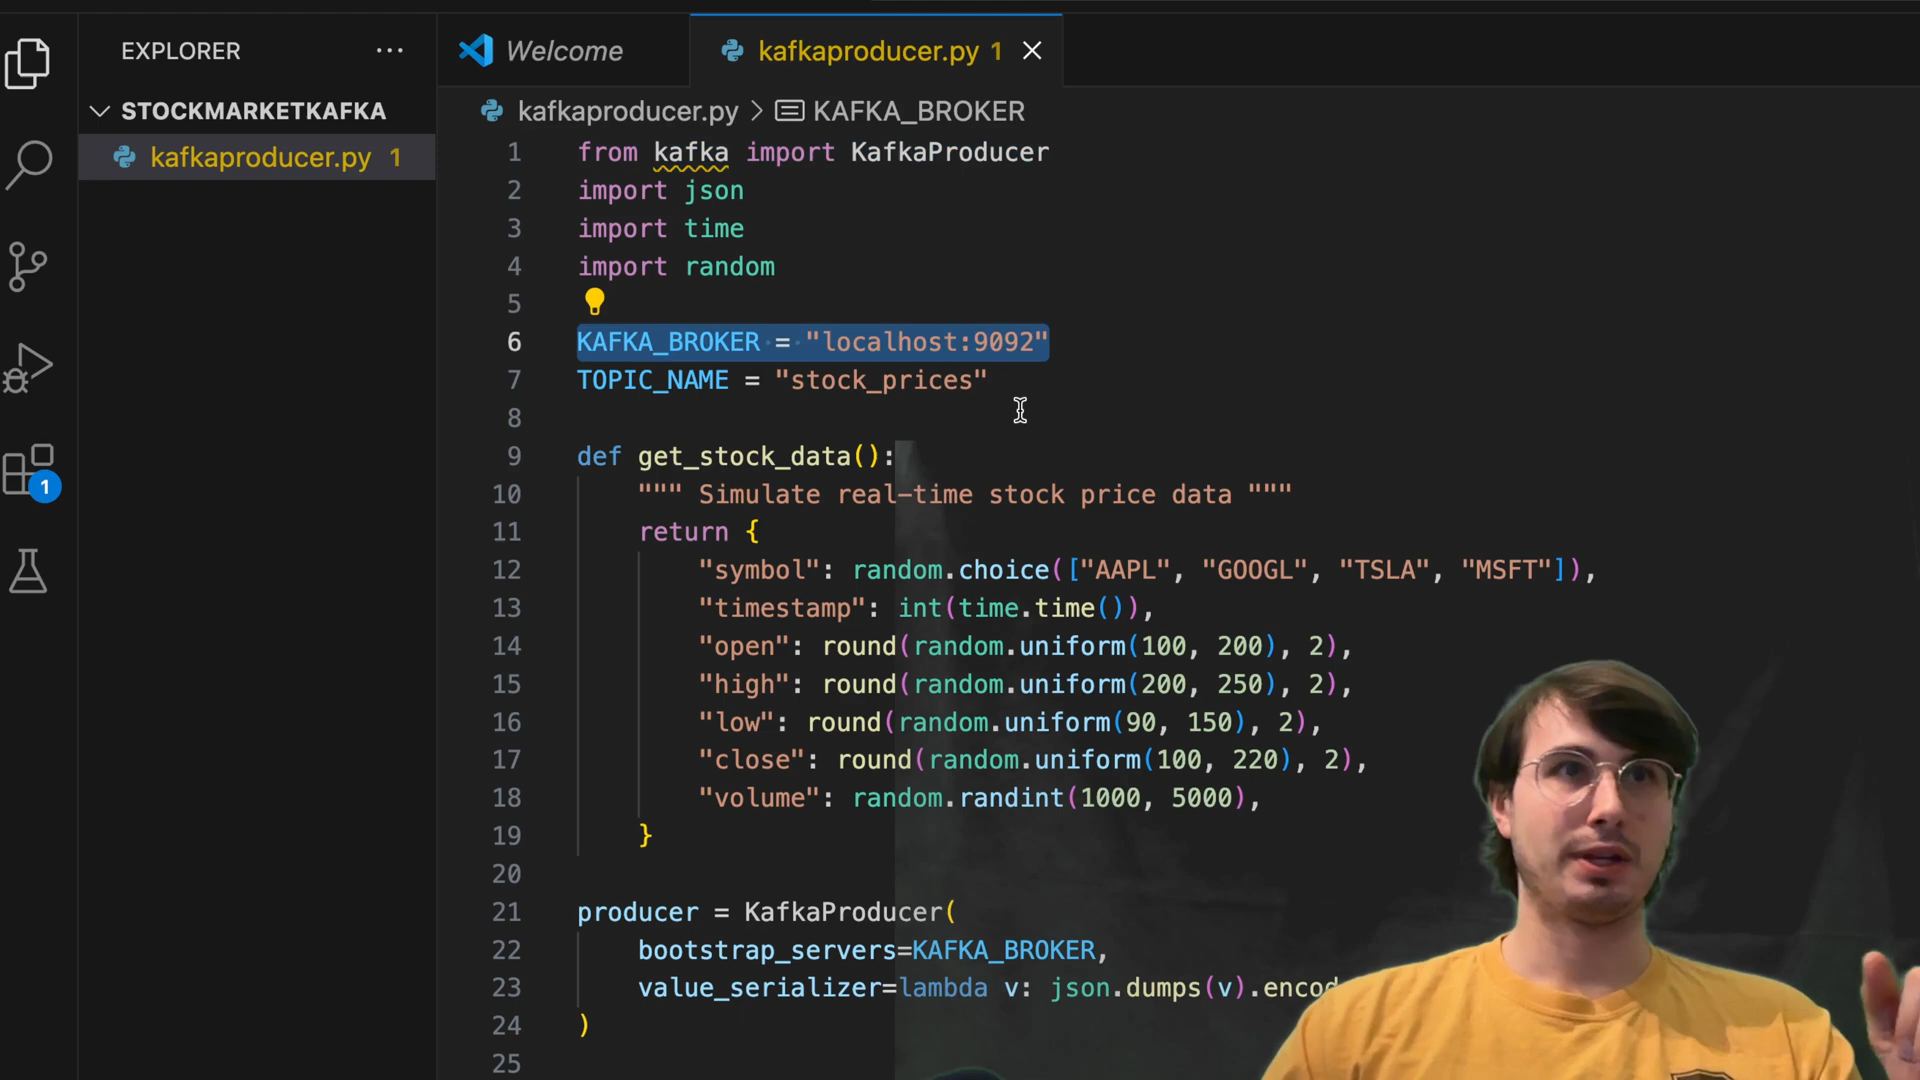 EXPLORER
Welcome
kafkaproducer.py 1
STOCKMARKETKAFKA
kafkaproducer.py 1
1
kafkaproducer.py > KAFKA_BROKER
1 from kafka import KafkaProducer
2 import json
3 import time
4 import random
5
6 KAFKA_BROKER = "localhost:9092"
7 TOPIC_NAME = "stock_prices"
8
9 def get_stock_data():
10 """ Simulate real-time stock price data """
11 return {
12 "symbol": random.choice(["AAPL", "GOOGL", "TSLA", "MSFT"]),
13 "timestamp": int(time.time()),
14 "open": round(random.uniform(100, 200), 2),
15 "high": round(random.uniform(200, 250), 2),
16 "low": round(random.uniform(90, 150), 2),
17 "close": round(random.uniform(100, 220), 2),
18 "volume": random.randint(1000, 5000),
19 }
20
21 producer = KafkaProducer(
22 bootstrap_servers=KAFKA_BROKER,
23 value_serializer=lambda v: json.dumps(v).encod
24 )
25